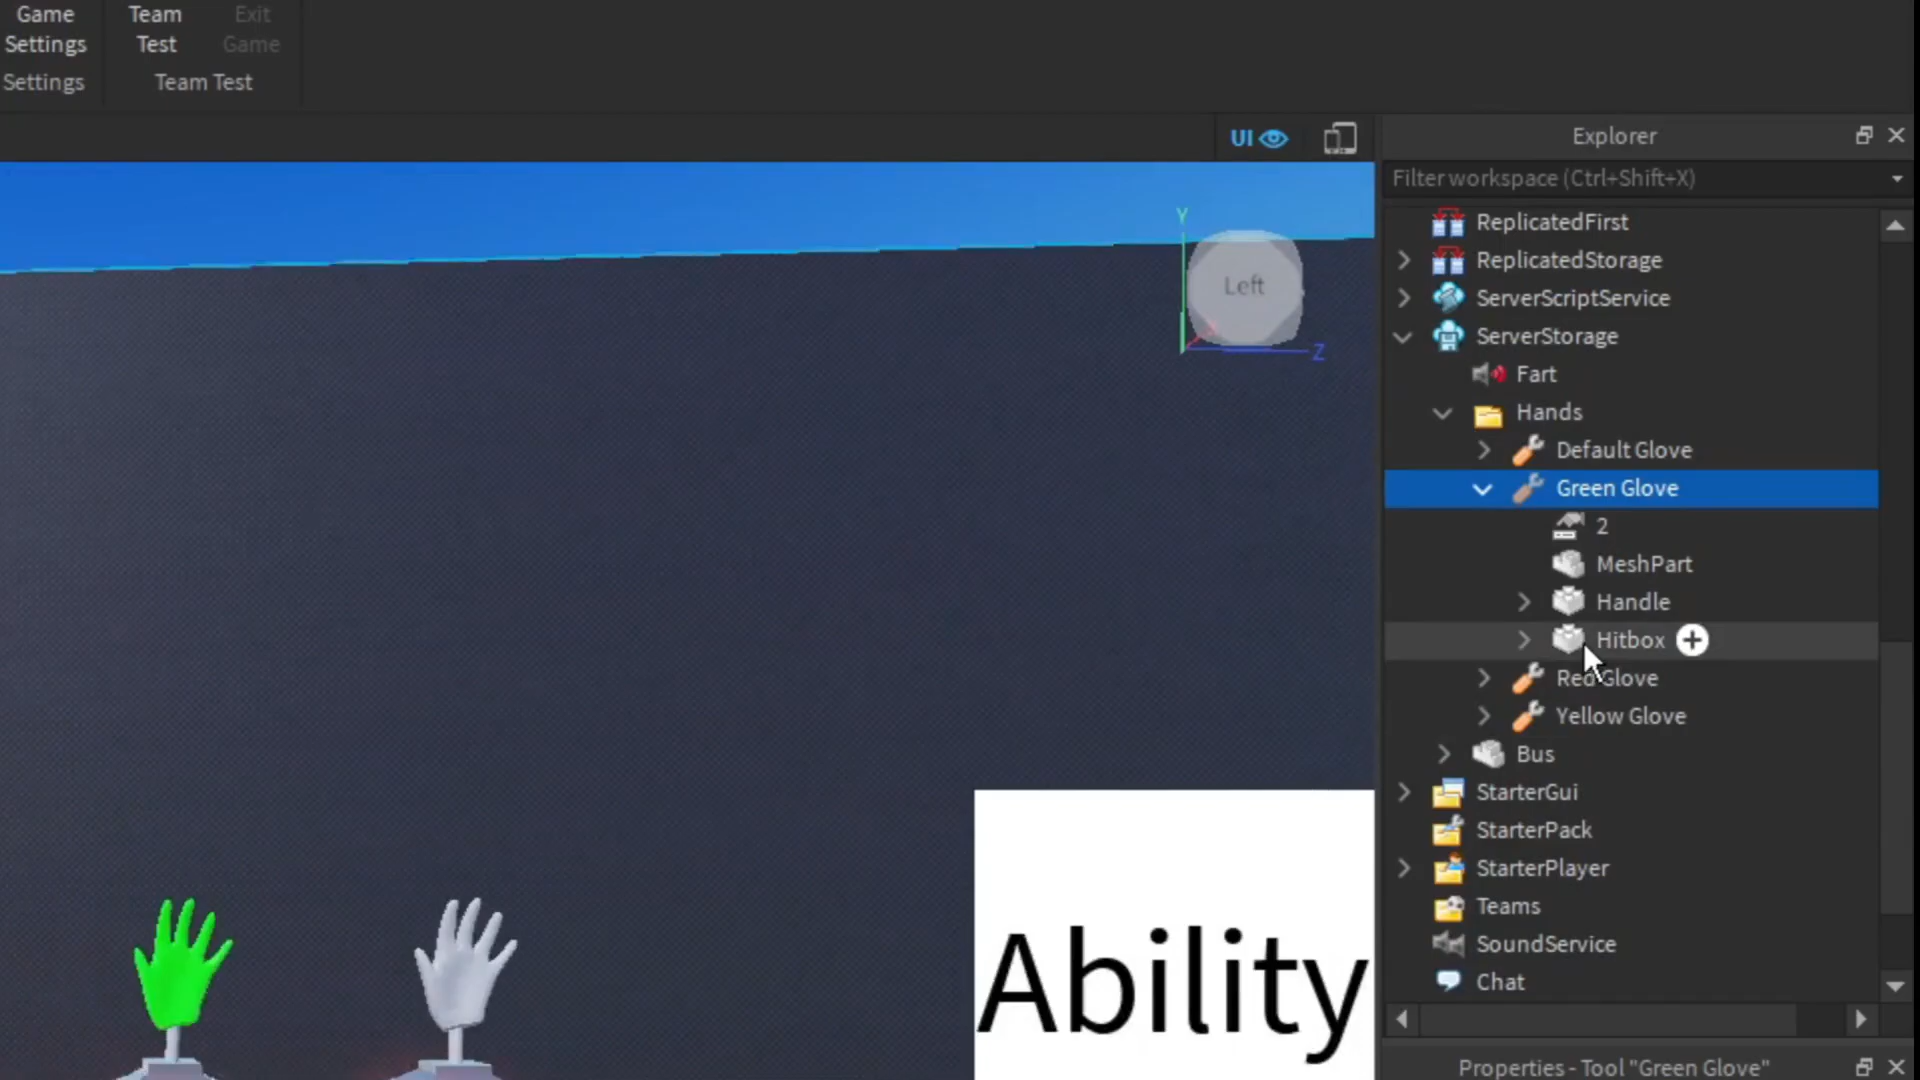 Game
Settings
Team
Test
Exit
Game
Settings
Team Test
UI
Explorer
Filter workspace (Ctrl+Shift+X)
ReplicatedFirst
ReplicatedStorage
ServerScriptService
ServerStorage
Fart
Hands
Default Glove
Green Glove
2
MeshPart
Handle
Hitbox
Red Glove
Yellow Glove
Bus
StarterGui
StarterPack
StarterPlayer
Teams
SoundService
Chat
Y
Left
X
Z
Ability
Properties - Tool "Green Glove"